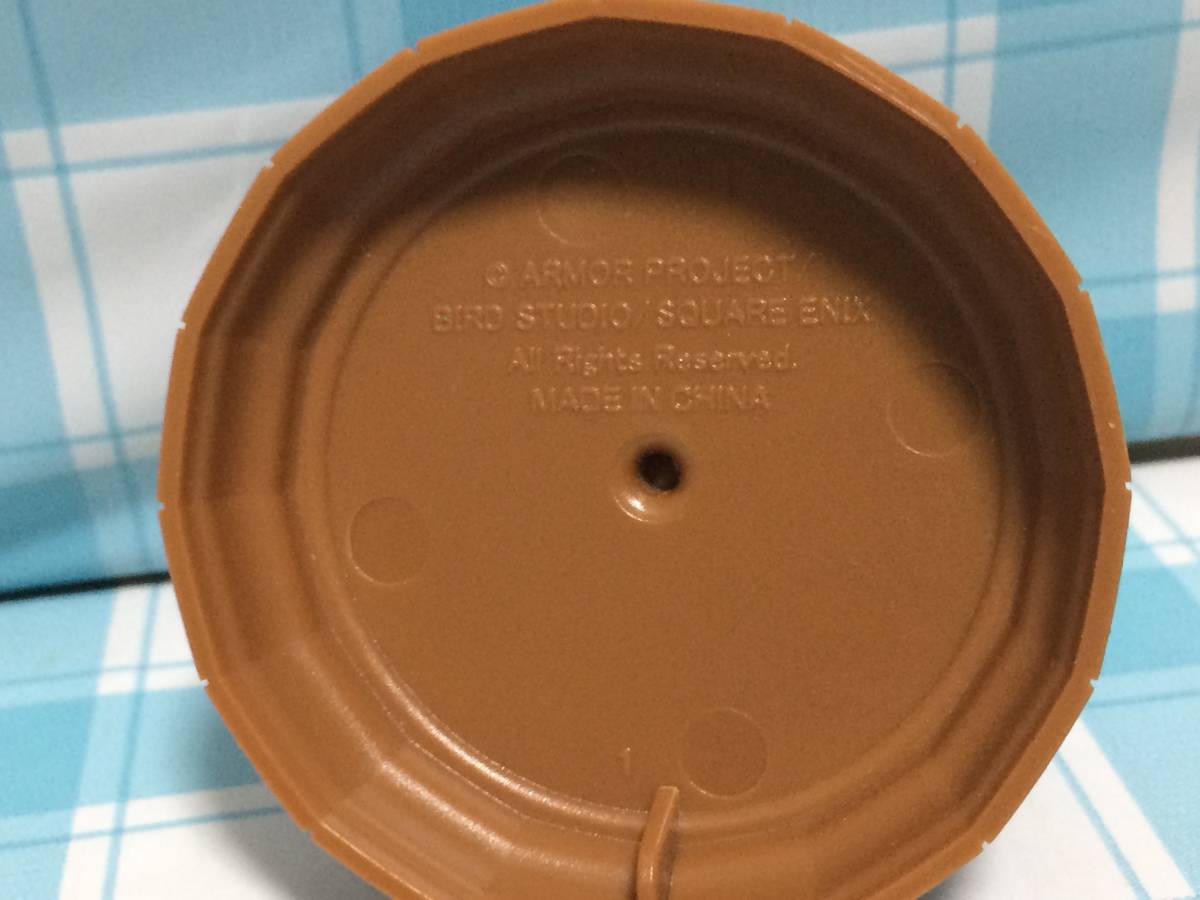 © ARMOR PROJECT/
BIRD STUDIO/SQUARE ENIX
All Rights Reserved.
MADE IN CHINA
1